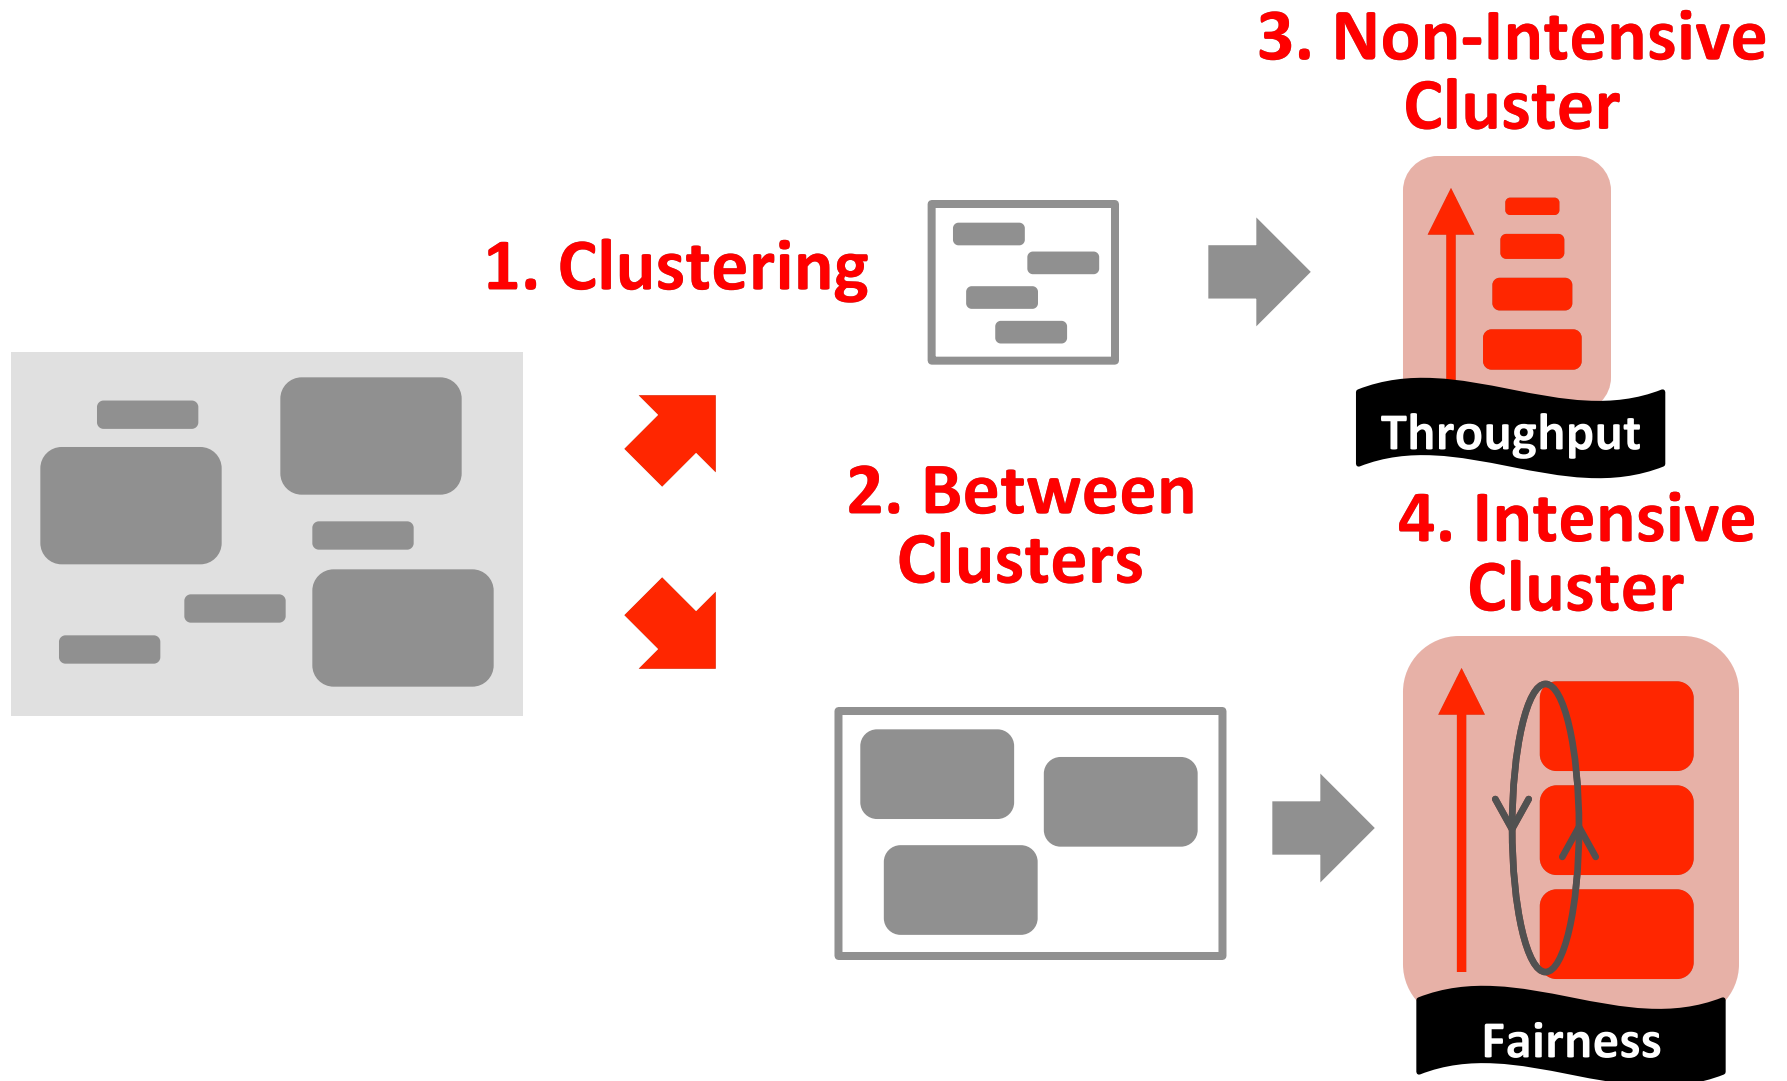 1. Clustering
2. Between
Clusters
3. Non-Intensive
Cluster
Throughput
4. Intensive
Cluster
Fairness